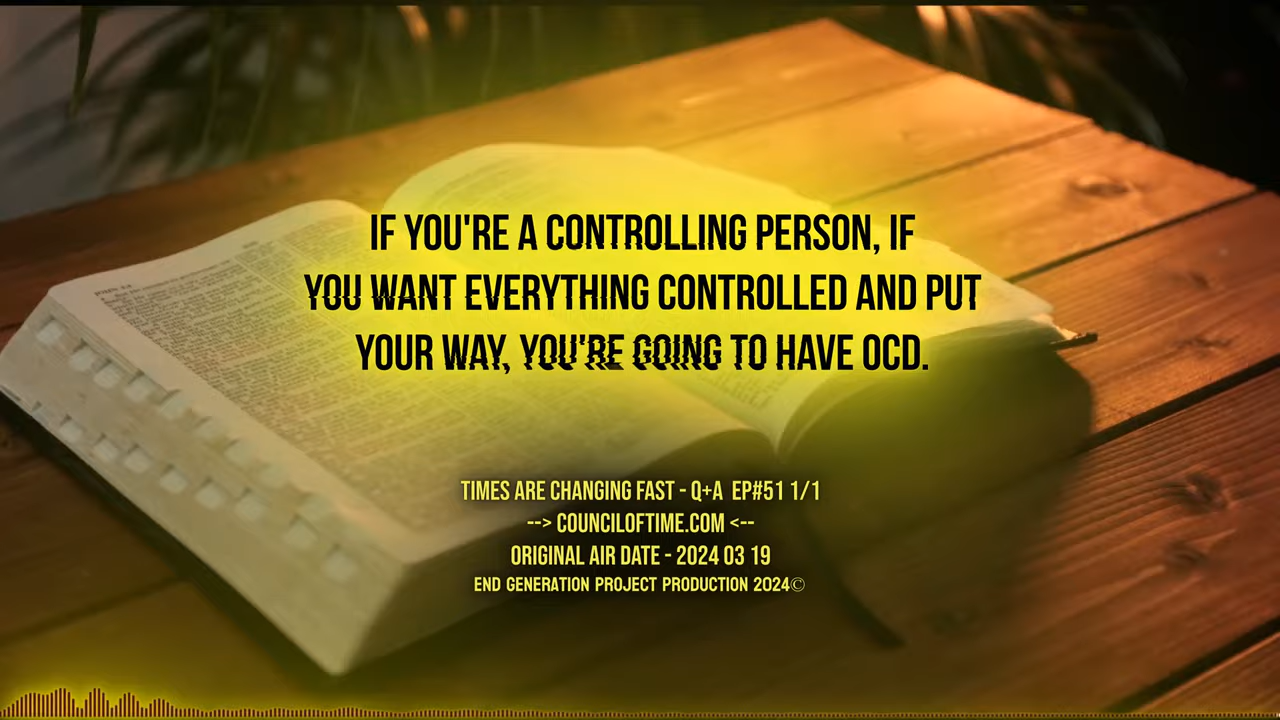 IF YOU'RE A CONTROLLING PERSON, IF
YOU WANT EVERYTHING CONTROLLED AND PUT
YOUR WAY, YOU'RE GOING TO HAVE OCD.
TIMES ARE CHANGING FAST - Q+A EP#51 1/1
--> COUNCILOFTIME.COM <--
ORIGINAL AIR DATE - 2024 03 19
END GENERATION PROJECT PRODUCTION 2024©